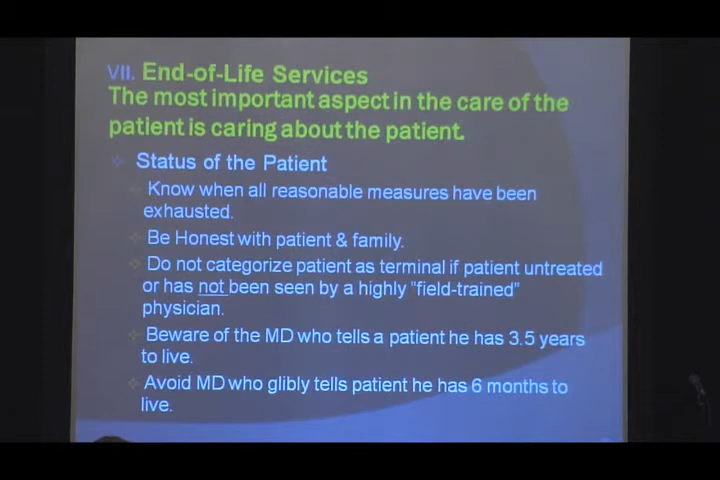 VII. End-of-Life Services
The most important aspect in the care of the
patient is caring about the patient.
Status of the Patient
Know when all reasonable measures have been
exhausted.
Be Honest with patient & family.
Do not categorize patient as terminal if patient untreated
or has not been seen by a highly "field-trained"
physician.
Beware of the MD who tells a patient he has 3.5 years
to live.
Avoid MD who glibly tells patient he has 6 months to
live.